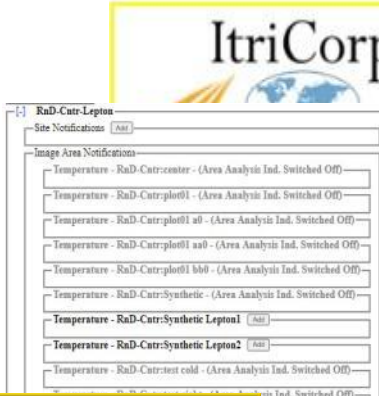 ItriCorp
[-] RnD-Cntr-Lepton
Site Notifications Add
Image Area Notifications
Temperature - RnD-Cntr:center - (Area Analysis Ind. Switched Off)
Temperature - RnD-Cntr:plot01 - (Area Analysis Ind. Switched Off)
Temperature - RnD-Cntr:plot01 a0 - (Area Analysis Ind. Switched Off)
Temperature - RnD-Cntr:plot01 aa0 - (Area Analysis Ind. Switched Off)
Temperature - RnD-Cntr:plot01 bb0 - (Area Analysis Ind. Switched Off)
Temperature - RnD-Cntr:Synthetic - (Area Analysis Ind. Switched Off)
Temperature - RnD-Cntr:Synthetic Lepton1 Add
Temperature - RnD-Cntr:Synthetic Lepton2 Add
Temperature - RnD-Cntr:test cold - (Area Analysis Ind. Switched Off)